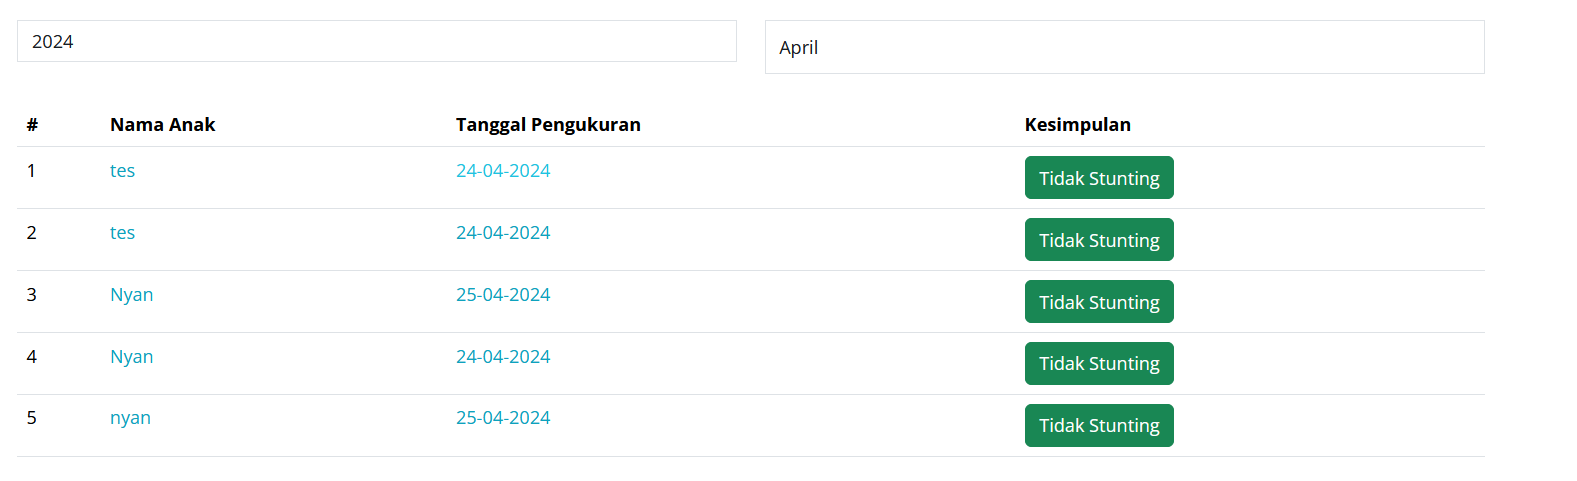 2024 April
# Nama Anak Tanggal Pengukuran Kesimpulan
1 tes 24-04-2024 Tidak Stunting
2 tes 24-04-2024 Tidak Stunting
3 Nyan 25-04-2024 Tidak Stunting
4 Nyan 24-04-2024 Tidak Stunting
5 nyan 25-04-2024 Tidak Stunting